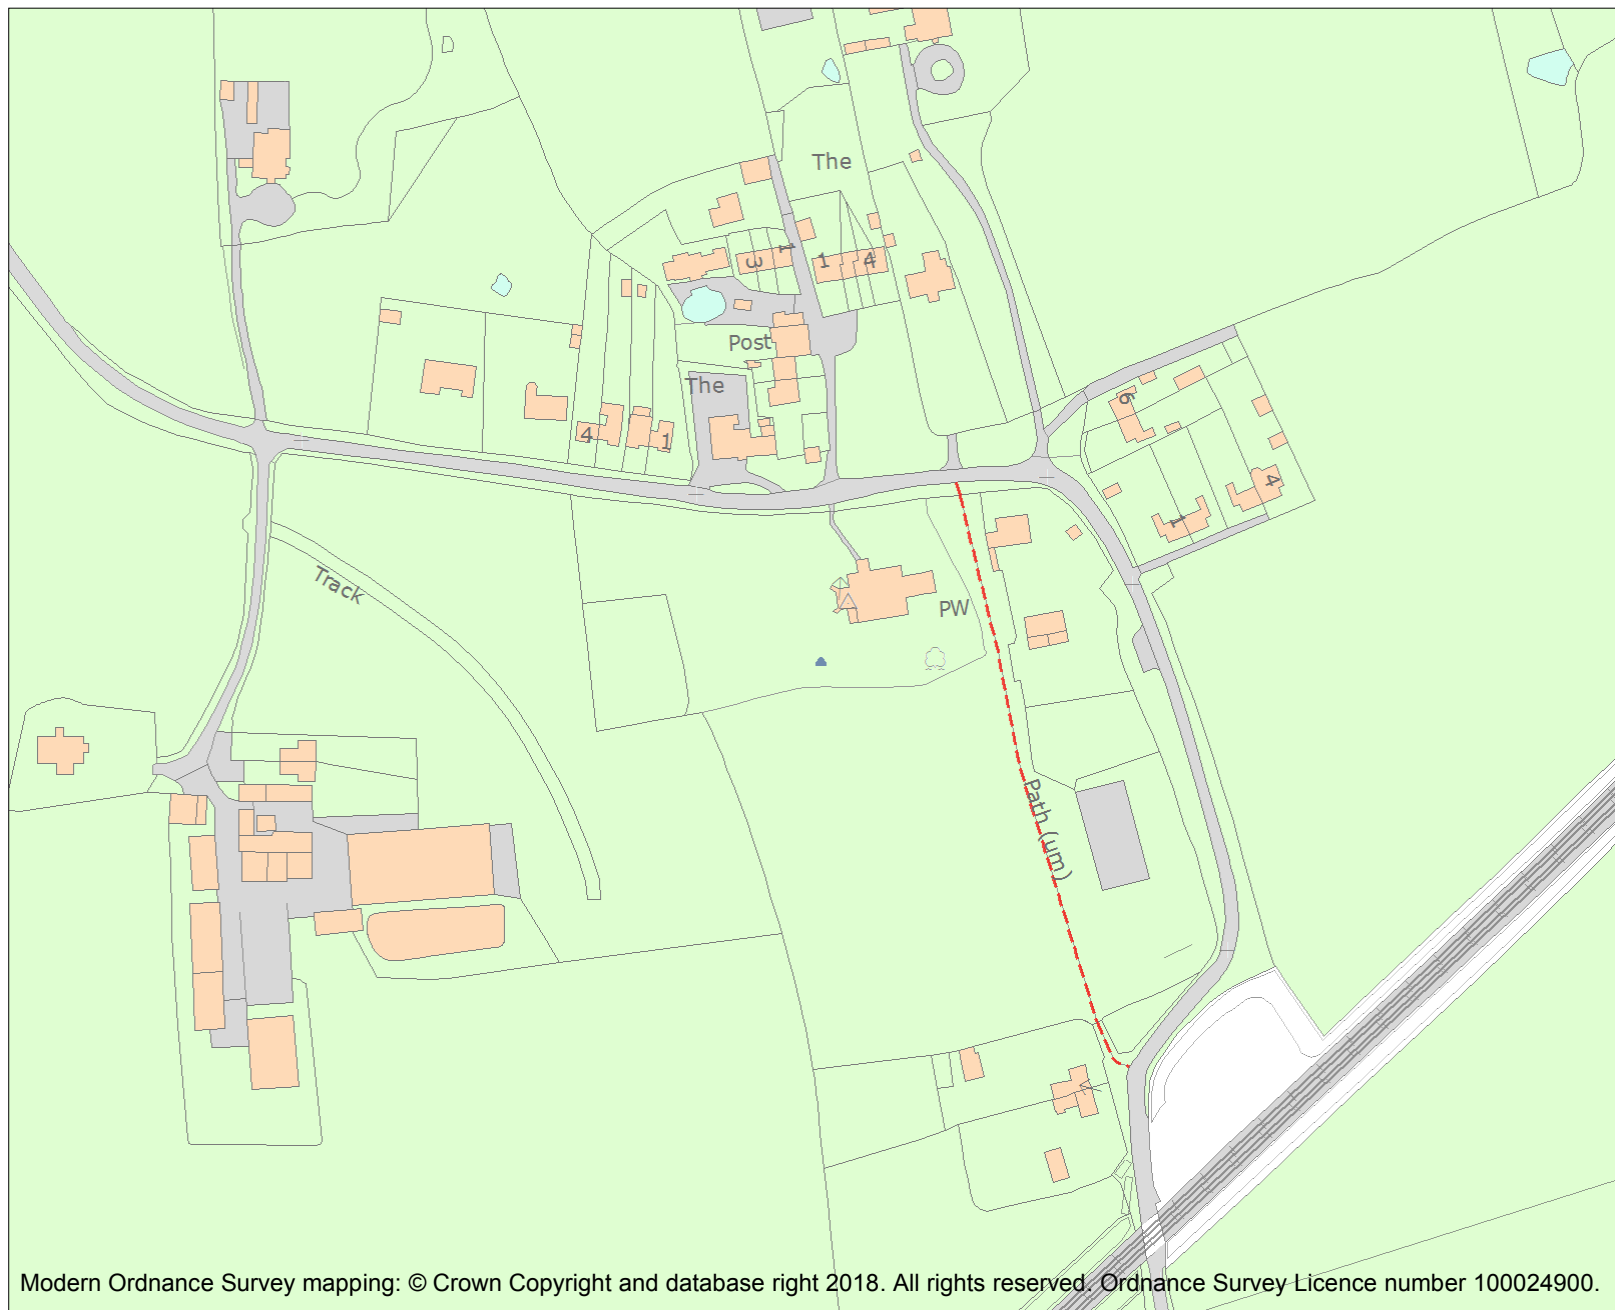 The
1
3
1
4
Post
The
6
4
1
4
1
Track
PW
Path (um)
Modern Ordnance Survey mapping: © Crown Copyright and database right 2018. All rights reserved. Ordnance Survey Licence number 100024900.